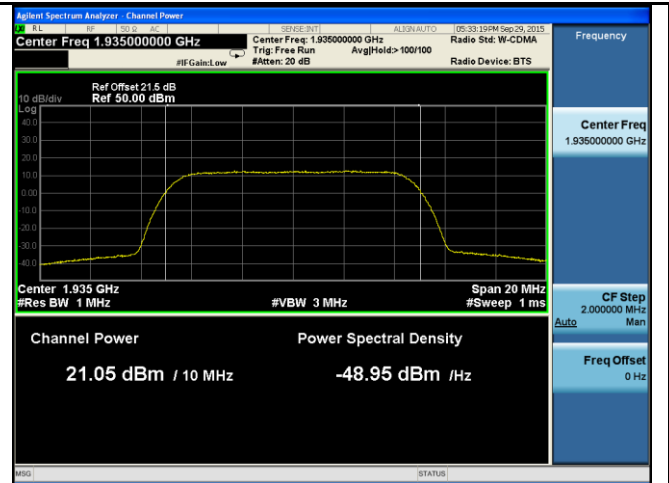 Agilent Spectrum Analyzer - Channel Power
RL RF 50 Ω AC SENSE:INT ALIGN AUTO 05:33:19PM Sep 29, 2015
Center Freq 1.935000000 GHz
Center Freq: 1.935000000 GHz
Radio Std: W-CDMA
Trig: Free Run Avg|Hold:> 100/100
#IFGain:Low
#Atten: 20 dB
Radio Device: BTS
Frequency
Ref Offset 21.5 dB
10 dB/div Ref 50.00 dBm
Log
40.0
30.0
20.0
10.0
0.00
-10.0
-20.0
-30.0
-40.0
Center Freq
1.935000000 GHz
Center 1.935 GHz Span 20 MHz
#Res BW 1 MHz #VBW 3 MHz #Sweep 1 ms
CF Step
2.000000 MHz
Auto Man
Channel Power Power Spectral Density
21.05 dBm / 10 MHz -48.95 dBm /Hz
Freq Offset
0 Hz
MSG STATUS